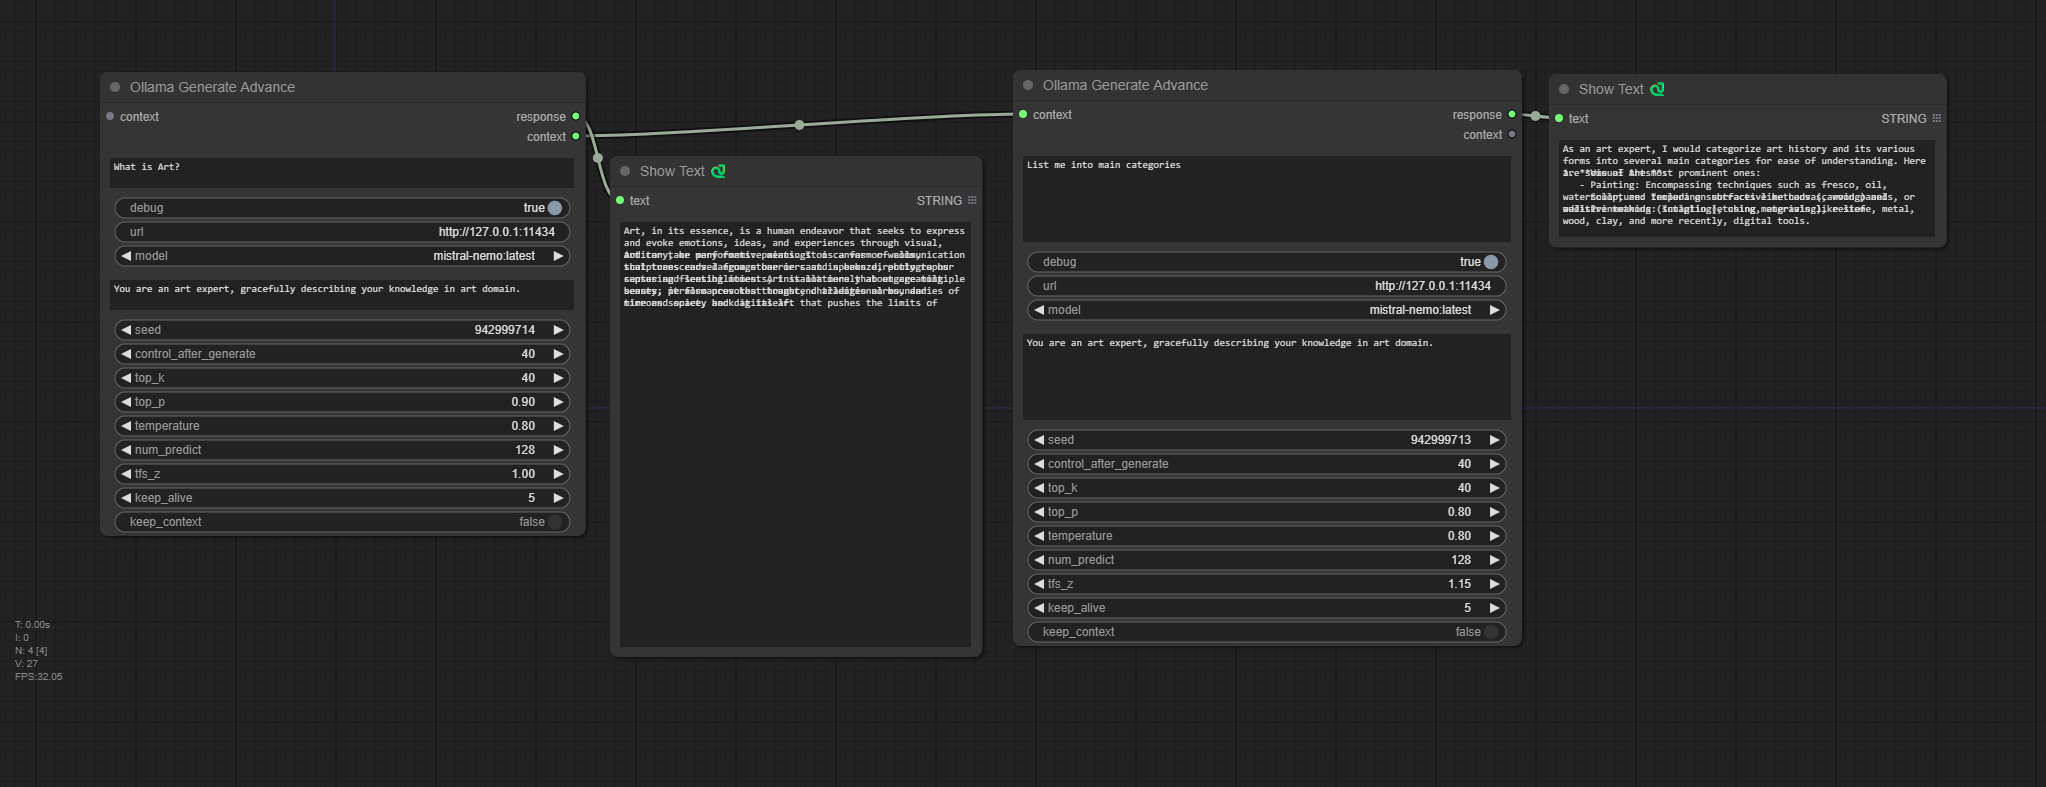 Ollama Generate Advance
context
response
context
What is Art?
debug
true
url
http://127.0.0.1:11434
model
mistral-nemo:latest
You are an art expert, gracefully describing your knowledge in art domain.
seed
942999714
control_after_generate
40
top_k
40
top_p
0.90
temperature
0.80
num_predict
128
tfs_z
1.00
keep_alive
5
keep_context
false
Show Text
text
STRING
Art, in its essence, is a human endeavor that seeks to express
and evoke emotions, ideas, and experiences through visual,
that pushes the limits of
Ollama Generate Advance
context
response
context
List me into main categories
debug
true
url
http://127.0.0.1:11434
model
mistral-nemo:latest
You are an art expert, gracefully describing your knowledge in art domain.
seed
942999713
control_after_generate
40
top_k
40
top_p
0.80
temperature
0.80
num_predict
128
tfs_z
1.15
keep_alive
5
keep_context
false
Show Text
text
STRING
As an art expert, I would categorize art history and its various
forms into several main categories for ease of understanding. Here
prominent ones:
- Painting: Encompassing techniques such as fresco, oil,
metal,
wood, clay, and more recently, digital tools.
T: 0.00s
I: 0
N: 4 [4]
V: 27
FPS:32.05